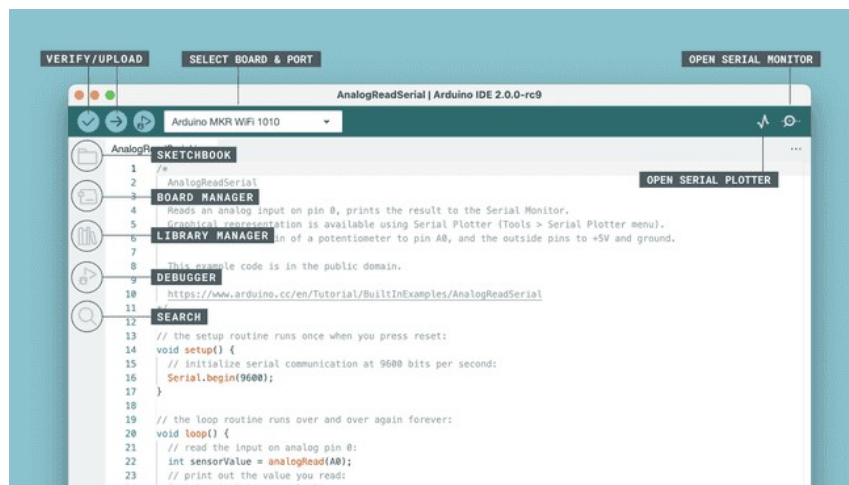 VERIFY/UPLOAD
SELECT BOARD & PORT
OPEN SERIAL MONITOR
AnalogReadSerial | Arduino IDE 2.0.0-rc9
Arduino MKR WiFi 1010
OPEN SERIAL PLOTTER
SKETCHBOOK
BOARD MANAGER
LIBRARY MANAGER
DEBUGGER
SEARCH
1 /*
2 AnalogReadSerial
3
4 Reads an analog input on pin 0, prints the result to the Serial Monitor.
5 Graphical representation is available using Serial Plotter (Tools > Serial Plotter menu).
6 of a potentiometer to pin A0, and the outside pins to +5V and ground.
7
8 This example code is in the public domain.
9
10 https://www.arduino.cc/en/Tutorial/BuiltInExamples/AnalogReadSerial
11 */
12
13 // the setup routine runs once when you press reset:
14 void setup() {
15 // initialize serial communication at 9600 bits per second:
16 Serial.begin(9600);
17 }
18
19 // the loop routine runs over and over again forever:
20 void loop() {
21 // read the input on analog pin 0:
22 int sensorValue = analogRead(A0);
23 // print out the value you read: